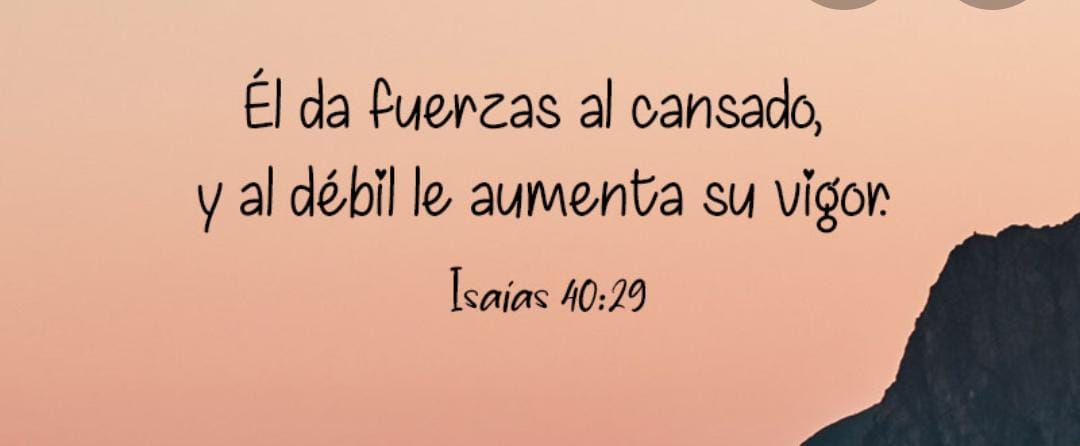 Él da fuerzas al cansado,
y al débil le aumenta su vigor.
Isaías 40:29